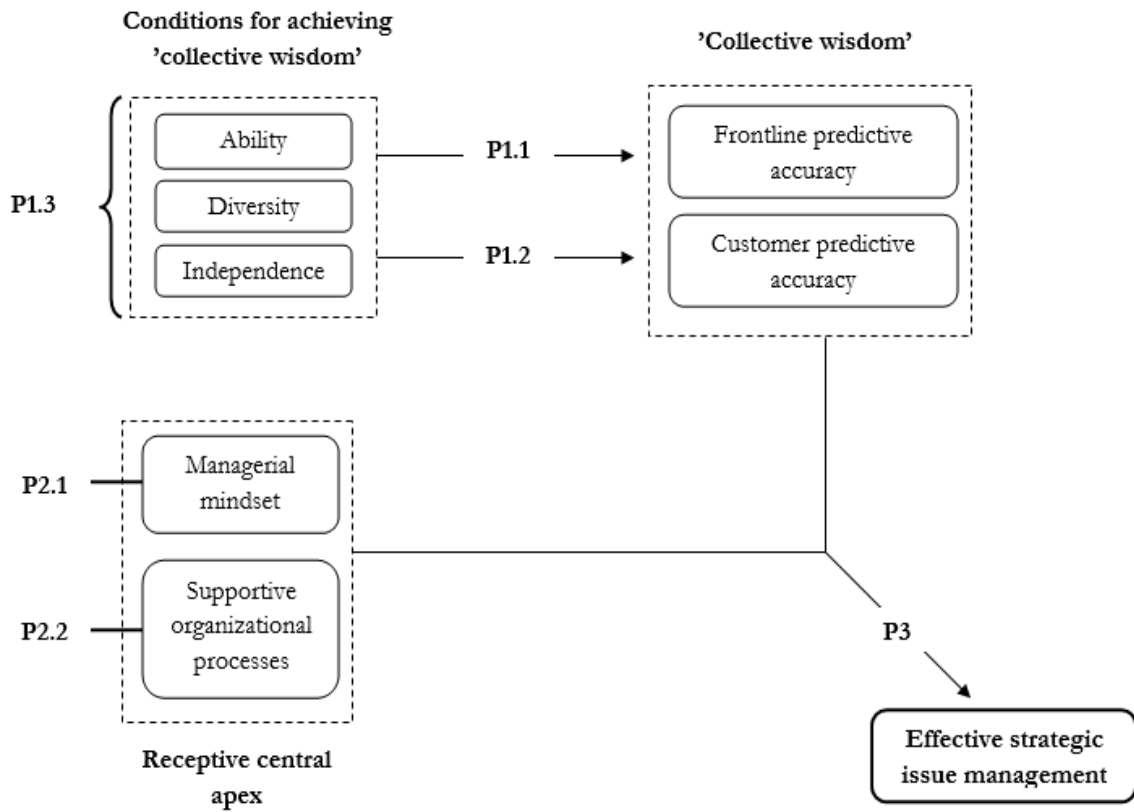 Conditions for achieving
’collective wisdom’
’Collective wisdom’
P1.3
Ability
Diversity
Independence
P1.1
P1.2
Frontline predictive
accuracy
Customer predictive
accuracy
P2.1
Managerial
mindset
P2.2
Supportive
organizational
processes
Receptive central
apex
P3
Effective strategic
issue management